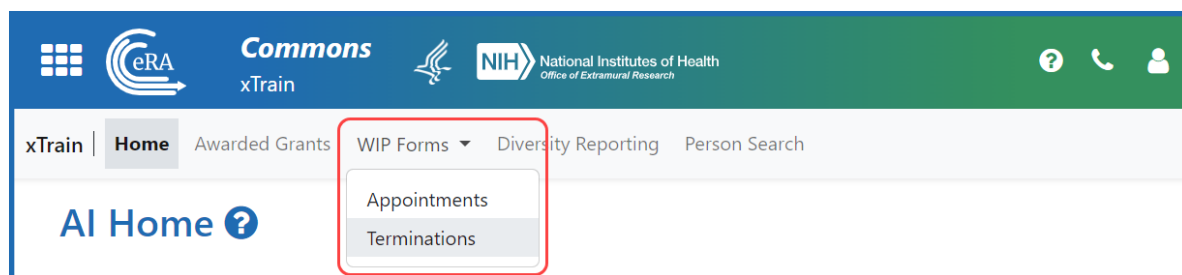 eRA
Commons
xTrain
NIH National Institutes of Health
Office of Extramural Research
xTrain | Home Awarded Grants WIP Forms Diversity Reporting Person Search
Appointments
Terminations
AI Home